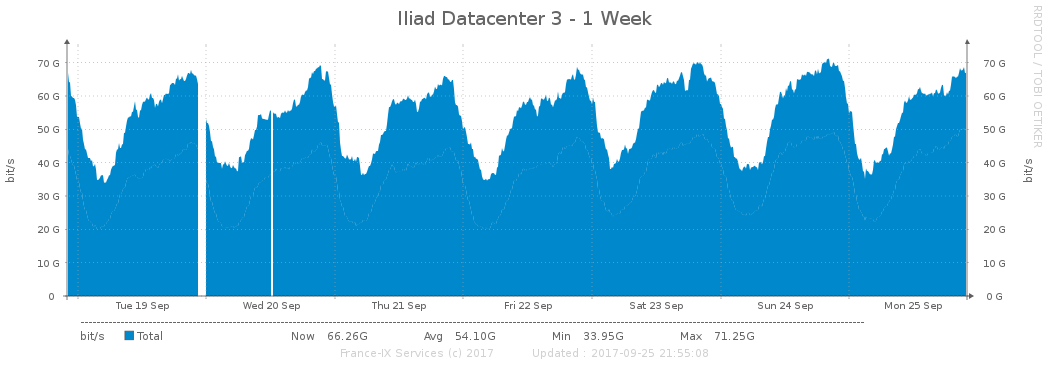 Iliad Datacenter 3 - 1 Week
RRDTOOL / TOBI OETIKER
70 G 70 G
60 G 60 G
50 G 50 G
40 G 40 G
30 G 30 G
20 G 20 G
10 G 10 G
0 0 G
bit/s bit/s
Tue 19 Sep Wed 20 Sep Thu 21 Sep Fri 22 Sep Sat 23 Sep Sun 24 Sep Mon 25 Sep
bit/s Total Now 66.26G Avg 54.10G Min 33.95G Max 71.25G
France-IX Services (c) 2017 Updated : 2017-09-25 21:55:08